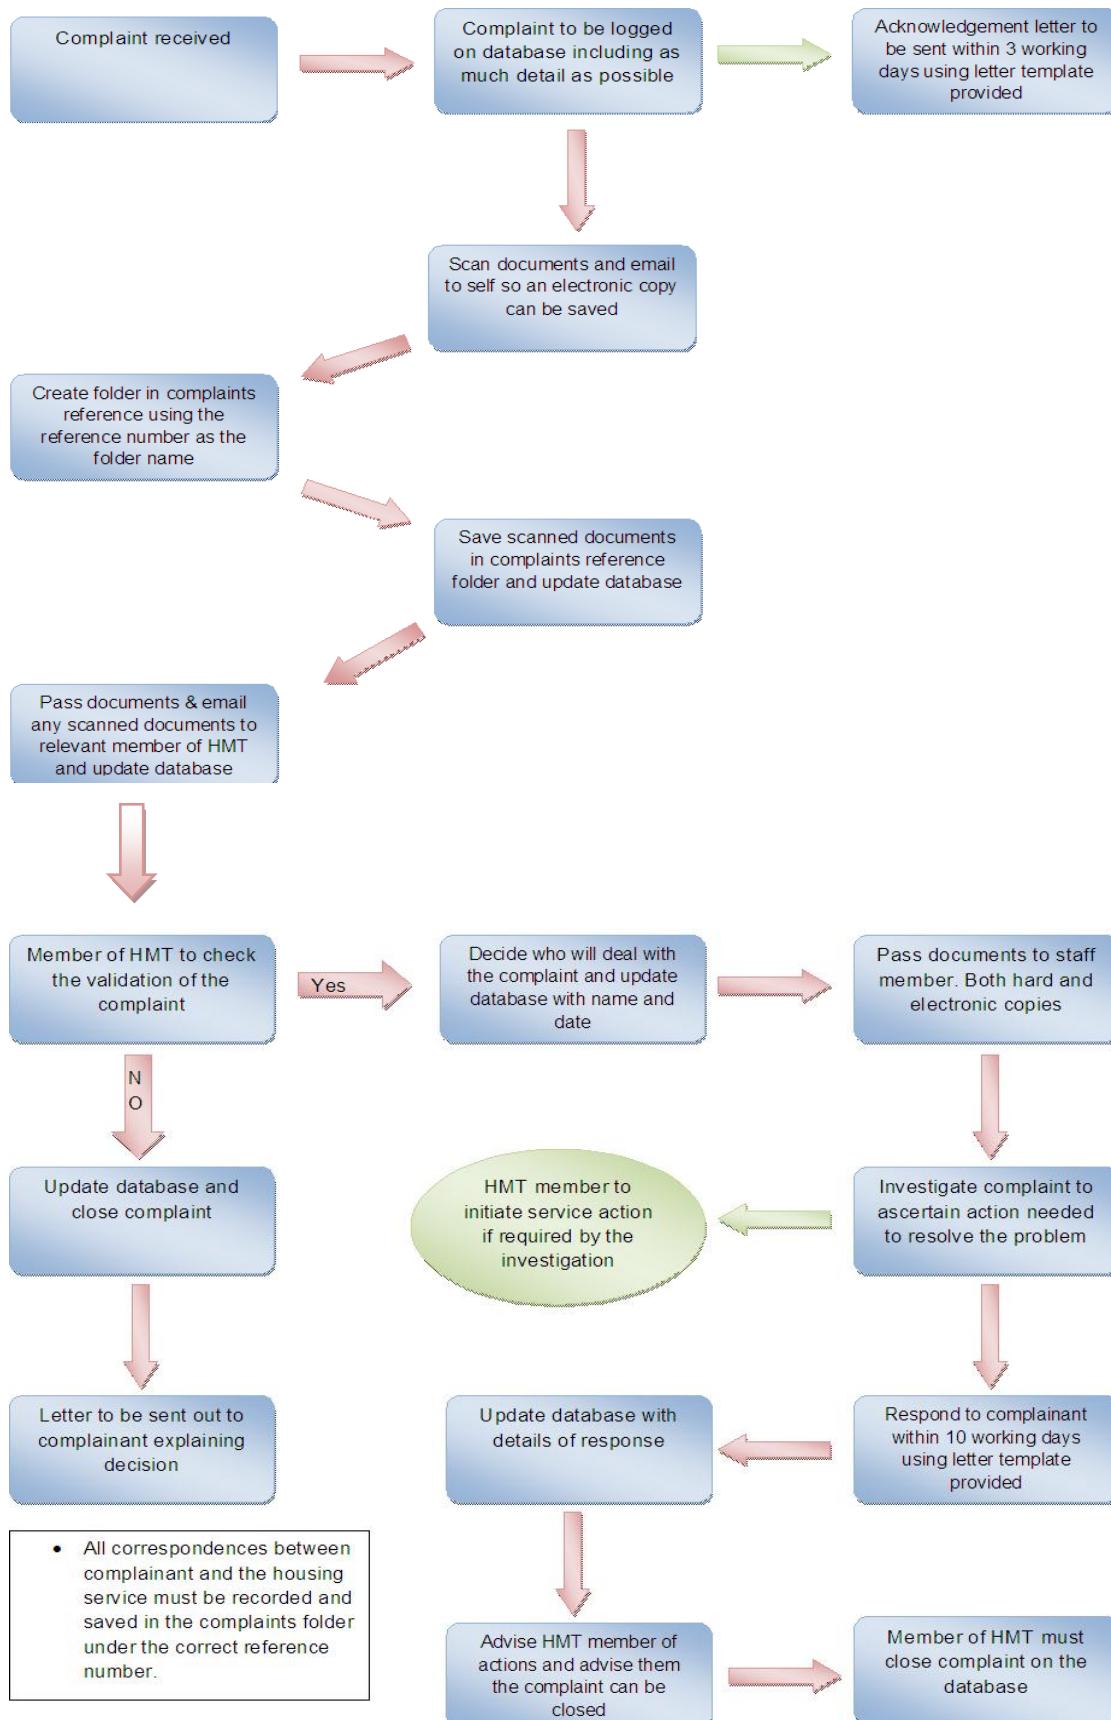 Complaint received
Complaint to be logged
on database including as
much detail as possible
Acknowledgement letter to
be sent within 3 working
days using letter template
provided
Scan documents and email
to self so an electronic copy
can be saved
Create folder in complaints
reference using the
reference number as the
folder name
Save scanned documents
in complaints reference
folder and update database
Pass documents & email
any scanned documents to
relevant member of HMT
and update database
Member of HMT to check
the validation of the
complaint
Yes
Decide who will deal with
the complaint and update
database with name and
date
Pass documents to staff
member. Both hard and
electronic copies
N
O
Update database and
close complaint
HMT member to
initiate service action
if required by the
investigation
Investigate complaint to
ascertain action needed
to resolve the problem
Letter to be sent out to
complainant explaining
decision
Update database with
details of response
Respond to complainant
within 10 working days
using letter template
provided
• All correspondences between
complainant and the housing
service must be recorded and
saved in the complaints folder
under the correct reference
number.
Advise HMT member of
actions and advise them
the complaint can be
closed
Member of HMT must
close complaint on the
database